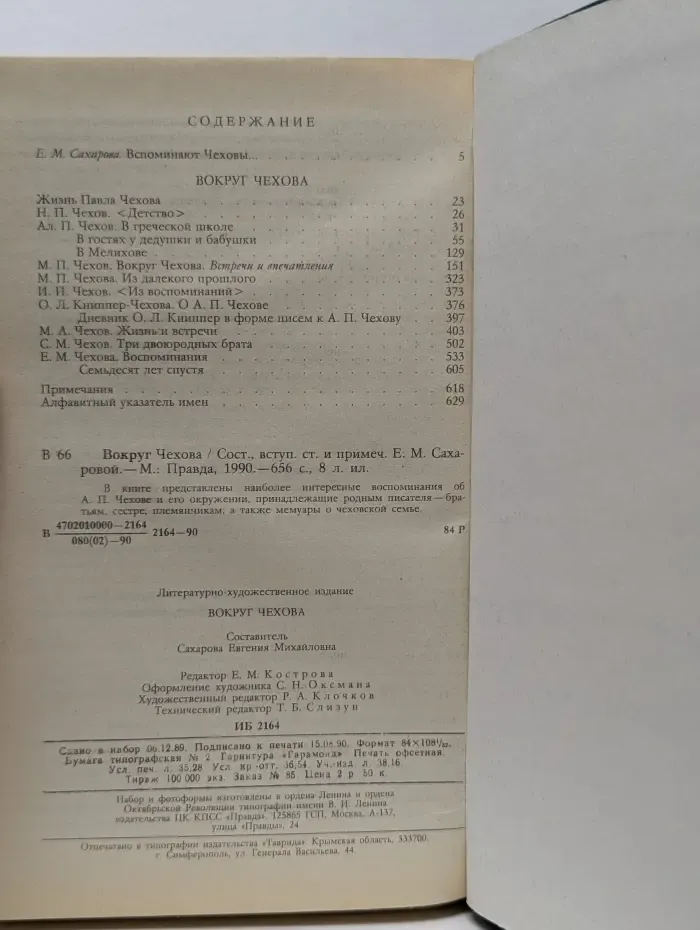 СОДЕРЖАНИЕ
Е. М. Сахарова. Вспоминают Чеховы... 5
ВОКРУГ ЧЕХОВА
Жизнь Павла Чехова 23
Н. П. Чехов. <Детство> 26
Ал. П. Чехов. В греческой школе 31
В гостях у дедушки и бабушки 55
В Мелихове 129
М. П. Чехов. Вокруг Чехова. Встречи и впечатления 151
М. П. Чехова. Из далекого прошлого 323
И. П. Чехов. <Из воспоминаний> 373
О. Л. Книппер-Чехова. О А. П. Чехове 376
Дневник О. Л. Книппер в форме писем к А. П. Чехову 397
М. А. Чехов. Жизнь и встречи 403
С. М. Чехов. Три двоюродных брата 502
Е. М. Чехова. Воспоминания 533
Семьдесят лет спустя 605
Примечания 618
Алфавитный указатель имен 629
В 66 Вокруг Чехова / Сост., вступ. ст. и примеч. Е. М. Саха-
ровой.— М.: Правда, 1990.—656 с., 8 л. ил.
В книге представлены наиболее интересные воспоминания об
А. П. Чехове и его окружении, принадлежащие родным писателя — бра-
тьям, сестре, племянникам, а также мемуары о чеховской семье.
В 4702010000—2164 / 080(02)—90 2164—90 84 Р
Литературно-художественное издание
ВОКРУГ ЧЕХОВА
Составитель
Сахарова Евгения Михайловна
Редактор Е. М. Кострова
Оформление художника С. Н. Оксмана
Художественный редактор Р. А. Клочков
Технический редактор Т. Б. Слизун
ИБ 2164
Сдано в набор 06.12.89. Подписано к печати 15.08.90. Формат 84×108 1/32.
Бумага типографская № 2. Гарнитура «Гарамонд». Печать офсетная.
Усл. печ. л. 35,28. Усл. кр.-отт. 36,54. Уч.-изд. л. 38,16.
Тираж 100 000 экз. Заказ № 85. Цена 2 р 50 к.
Набор и фотоформы изготовлены в ордена Ленина и ордена
Октябрьской Революции типографии имени В. И. Ленина
издательства ЦК КПСС «Правда». 125865 ГСП, Москва, А-137,
улица «Правды», 24
Отпечатано в типографии издательства «Таврида». Крымская область, 333700,
г. Симферополь, ул. Генерала Васильева, 44.